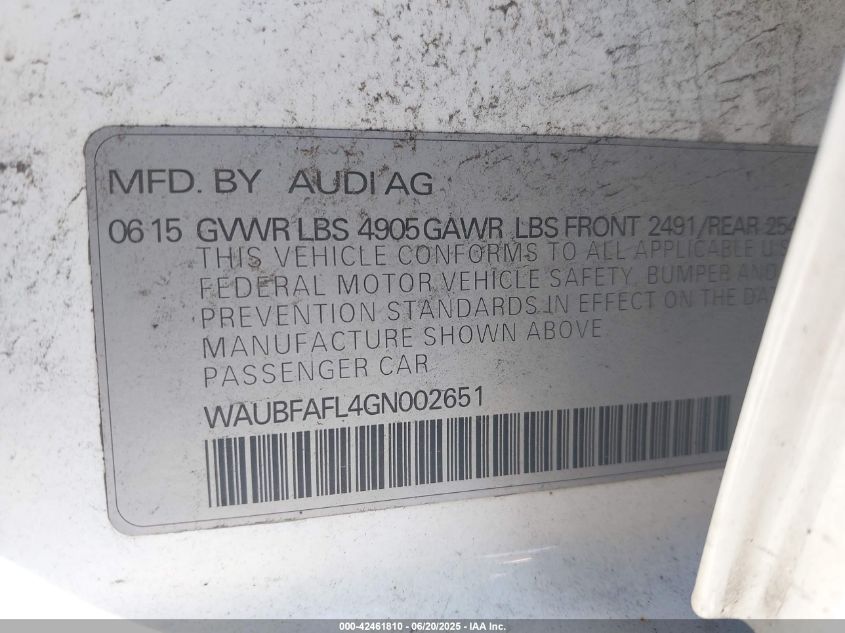 MFD. BY AUDI AG
06 15 GVWR LBS 4905 GAWR LBS FRONT 2491/REAR 254
THIS VEHICLE CONFORMS TO ALL APPLICABLE U.S
FEDERAL MOTOR VEHICLE SAFETY, BUMPER AND
PREVENTION STANDARDS IN EFFECT ON THE DA
MANUFACTURE SHOWN ABOVE
PASSENGER CAR
WAUBFAFL4GN002651
000-42461810 - 06/20/2025 - IAA Inc.